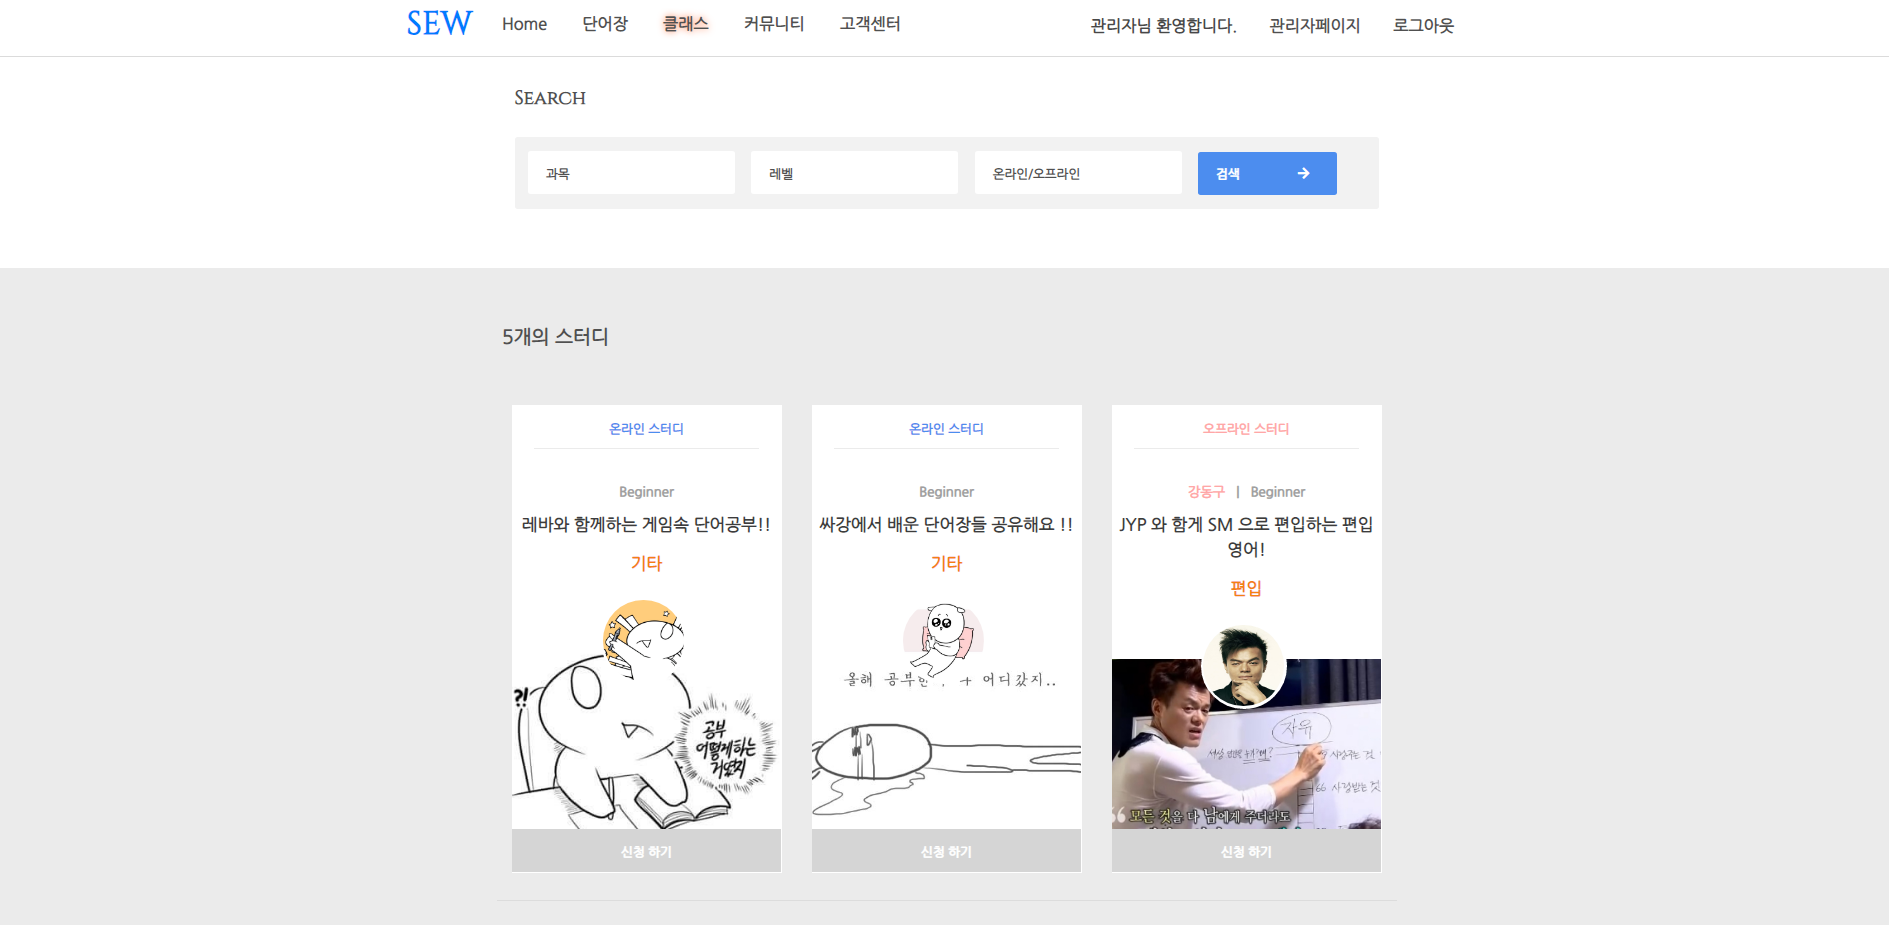 SEW Home 단어장 클래스 커뮤니티 고객센터 관리자님 환영합니다. 관리자페이지 로그아웃
Search
과목 레벨 온라인/오프라인 검색
5개의 스터디
온라인 스터디
Beginner
레바와 함께하는 게임속 단어공부!!
기타
?!
공부
어떻게하는
거였지
신청 하기
온라인 스터디
Beginner
싸강에서 배운 단어장들 공유해요 !!
기타
올해 공부한 어디갔지..
신청 하기
오프라인 스터디
강동구 | Beginner
JYP 와 함게 SM 으로 편입하는 편입
영어!
편입
자유
모든 것을 다 남에게 주더라도
신청 하기